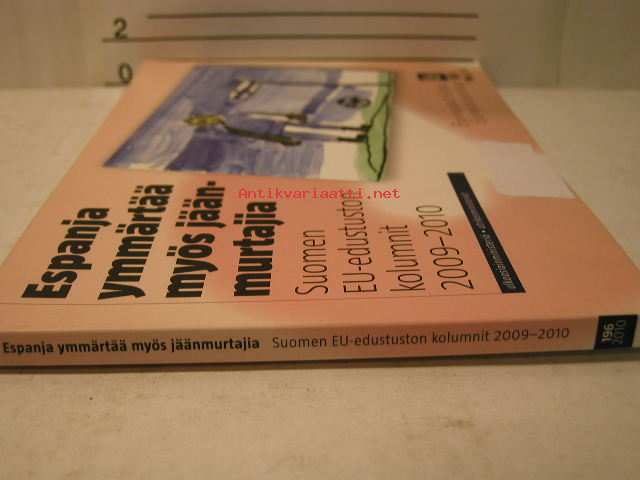 2
0
Espanja
ymmärtää
myös jään-
murtajia
Suomen
EU-edustuston
kolumnit
2009–2010
Antikvariaatti.net
Espanja ymmärtää myös jäänmurtajia Suomen EU-edustuston kolumnit 2009–2010
196
2010